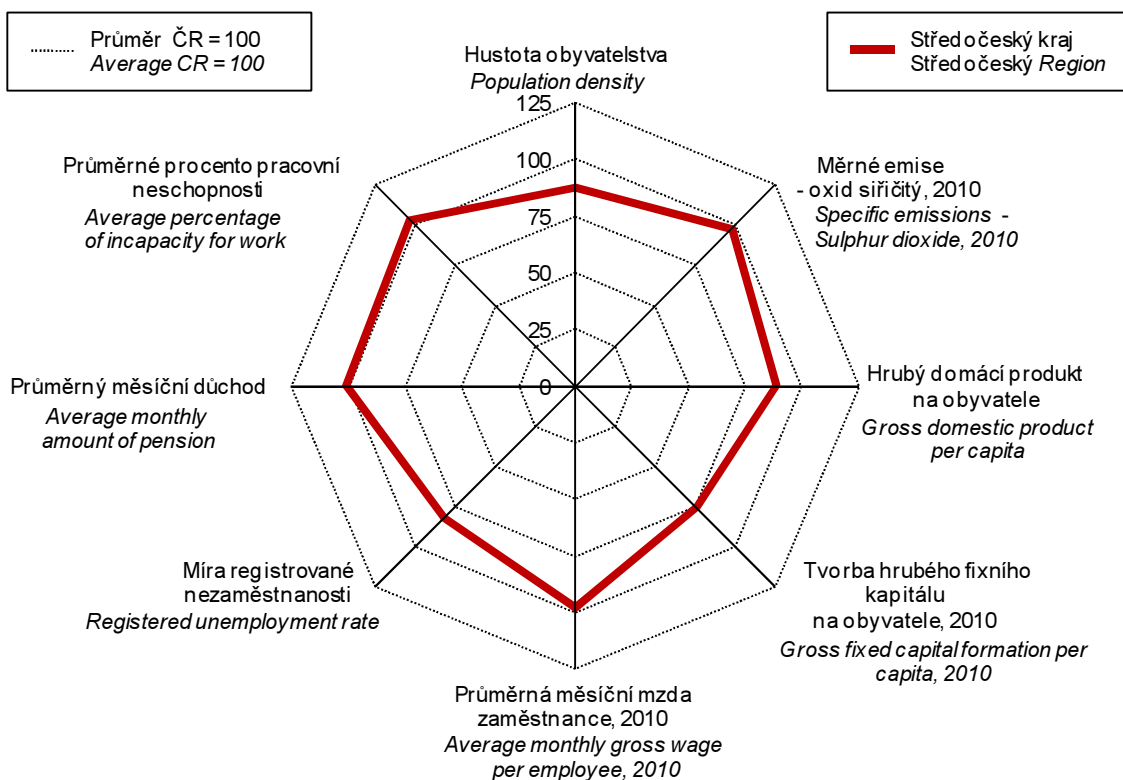 Průměr ČR = 100
Average CR = 100
Středočeský kraj
Středočeský Region
Hustota obyvatelstva
Population density
125
100
75
50
25
0
Měrné emise
- oxid siřičitý, 2010
Specific emissions -
Sulphur dioxide, 2010
Hrubý domácí produkt
na obyvatele
Gross domestic product
per capita
Tvorba hrubého fixního
kapitálu
na obyvatele, 2010
Gross fixed capital formation per
capita, 2010
Průměrná měsíční mzda
zaměstnance, 2010
Average monthly gross wage
per employee, 2010
Míra registrované
nezaměstnanosti
Registered unemployment rate
Průměrný měsíční důchod
Average monthly
amount of pension
Průměrné procento pracovní
neschopnosti
Average percentage
of incapacity for work